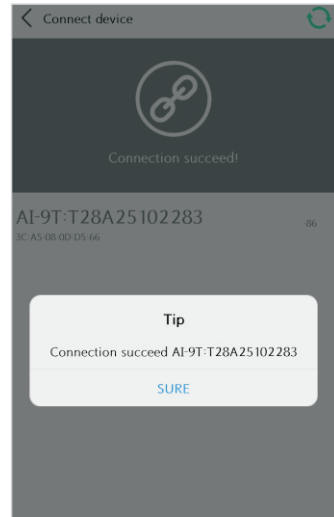 Connect device
Connection succeed!
AI-9T:T28A25102283
-86
3C:A5:08:0D:D5:66
Tip
Connection succeed AI-9T:T28A25102283
SURE